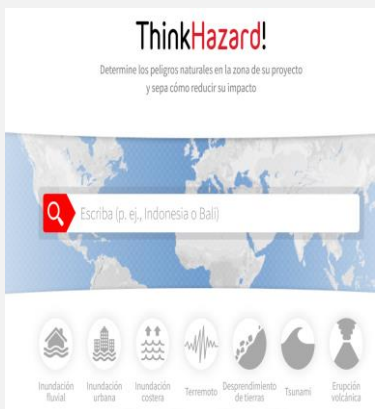 ThinkHazard!
Determine los peligros naturales en la zona de su proyecto
y sepa cómo reducir su impacto
Escriba (p. ej., Indonesia o Bali)
Inundación fluvial
Inundación urbana
Inundación costera
Terremoto
Desprendimiento de tierras
Tsunami
Erupción volcánica